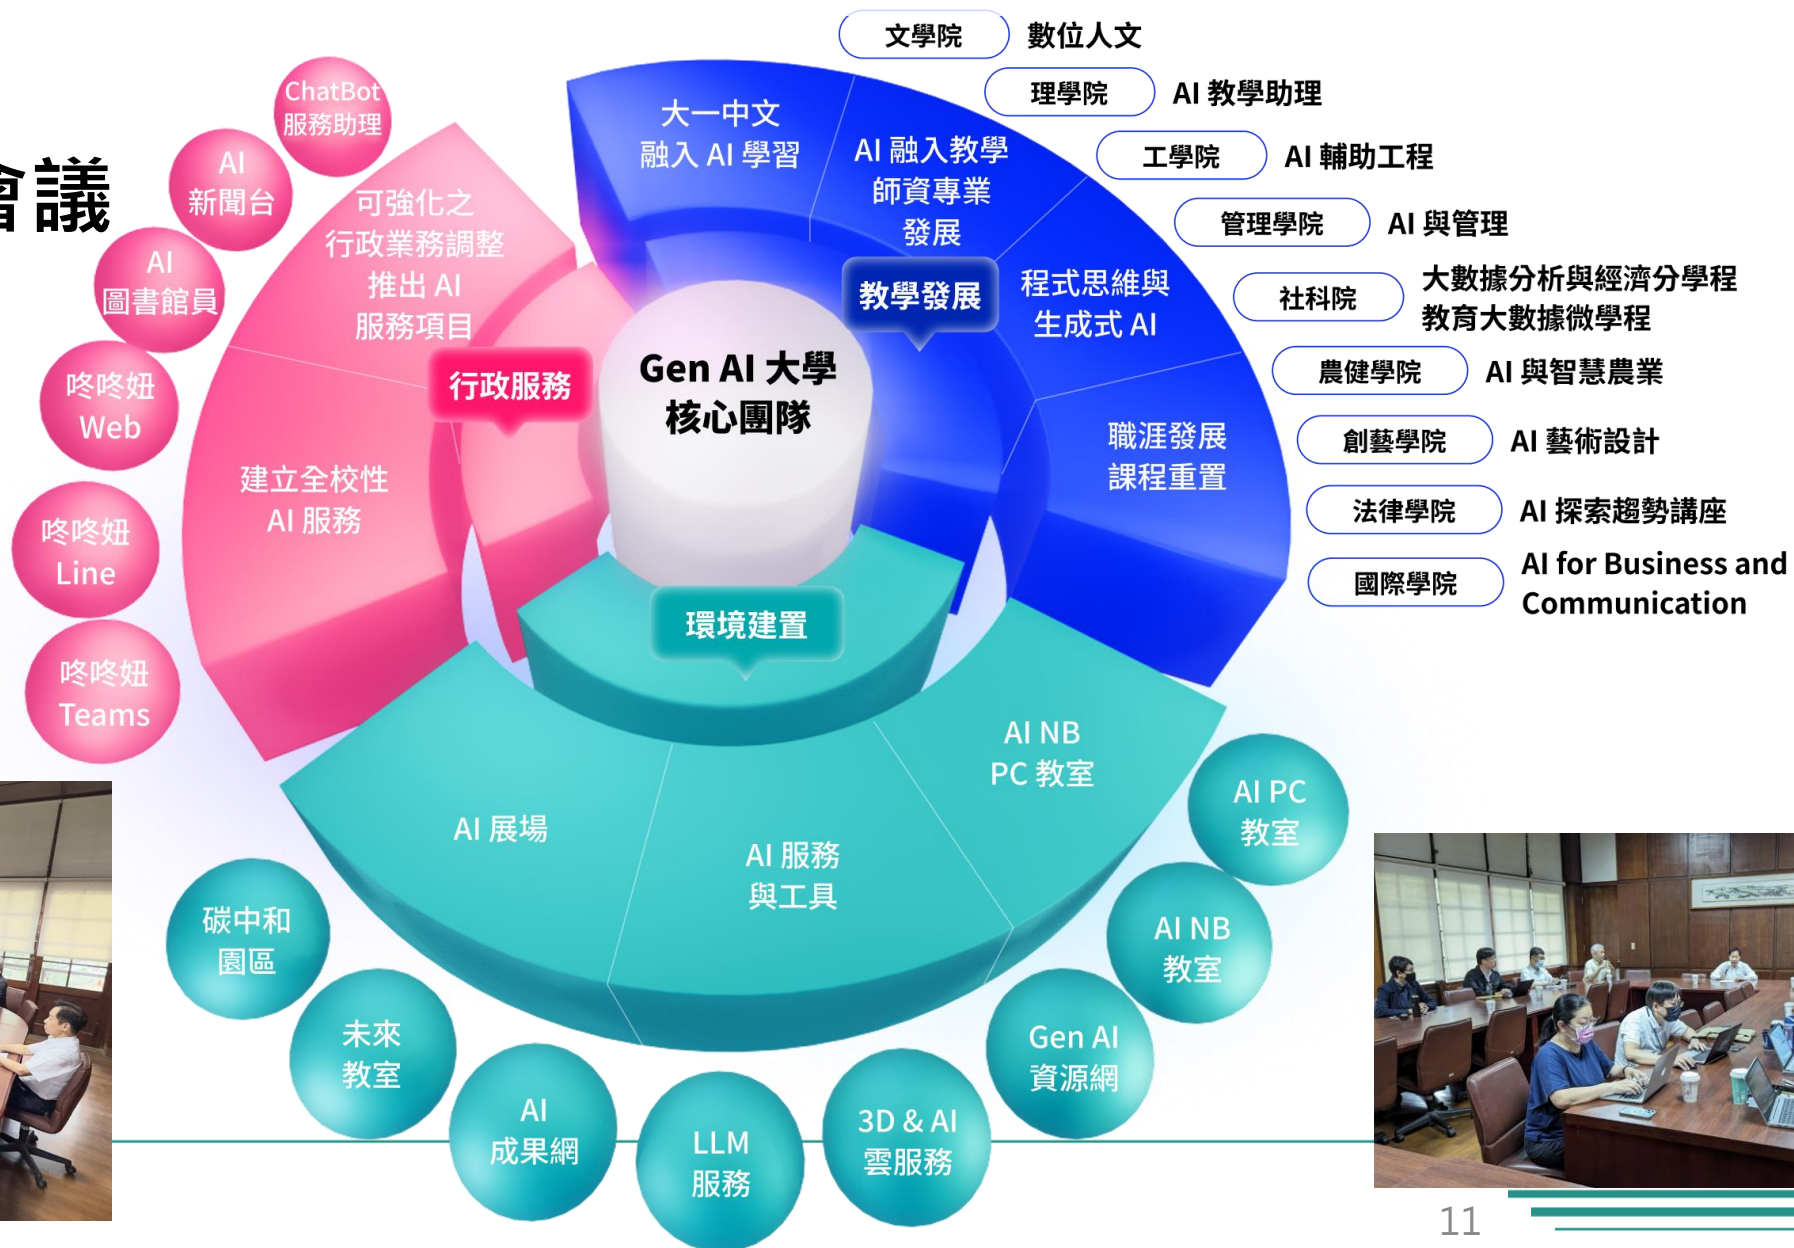 會議
ChatBot
服務助理
AI
新聞台
AI
圖書館員
咚咚妞
Web
咚咚妞
Line
咚咚妞
Teams
可強化之
行政業務調整
推出 AI
服務項目
建立全校性
AI 服務
行政服務
Gen AI 大學
核心團隊
教學發展
大一中文
融入 AI 學習
AI 融入教學
師資專業
發展
程式思維與
生成式 AI
職涯發展
課程重置
文學院 數位人文
理學院 AI 教學助理
工學院 AI 輔助工程
管理學院 AI 與管理
社科院
大數據分析與經濟分學程
教育大數據微學程
農健學院 AI 與智慧農業
創藝學院 AI 藝術設計
法律學院 AI 探索趨勢講座
國際學院
AI for Business and
Communication
環境建置
AI 展場
AI 服務
與工具
AI NB
PC 教室
碳中和
園區
未來
教室
AI
成果網
LLM
服務
3D & AI
雲服務
Gen AI
資源網
AI NB
教室
AI PC
教室
11